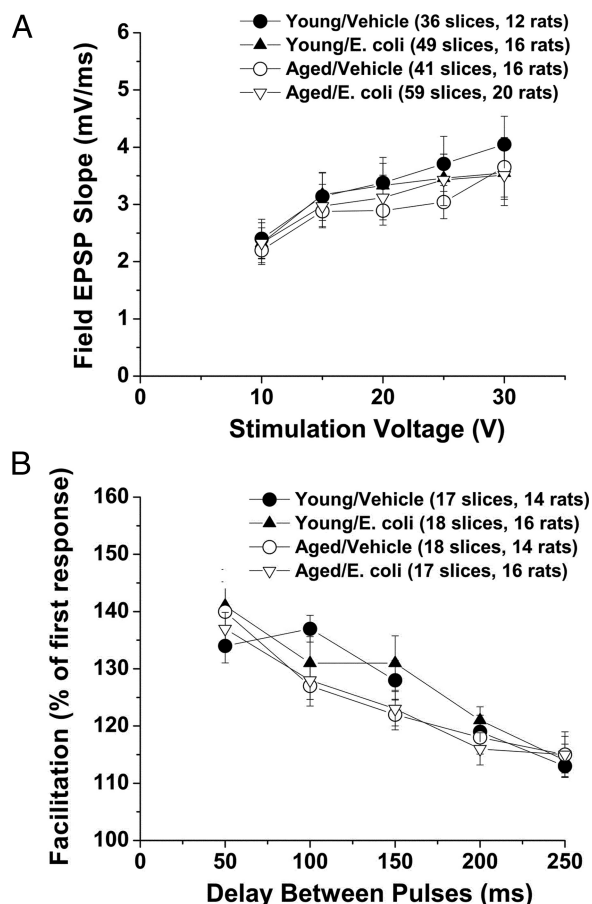 A
Young/Vehicle (36 slices, 12 rats)
Young/E. coli (49 slices, 16 rats)
Aged/Vehicle (41 slices, 16 rats)
Aged/E. coli (59 slices, 20 rats)
Field EPSP Slope (mV/ms)
6
5
4
3
2
1
0
0
10
20
30
Stimulation Voltage (V)
B
Young/Vehicle (17 slices, 14 rats)
Young/E. coli (18 slices, 16 rats)
Aged/Vehicle (18 slices, 14 rats)
Aged/E. coli (17 slices, 16 rats)
Facilitation (% of first response)
160
150
140
130
120
110
100
0
50
100
150
200
250
Delay Between Pulses (ms)